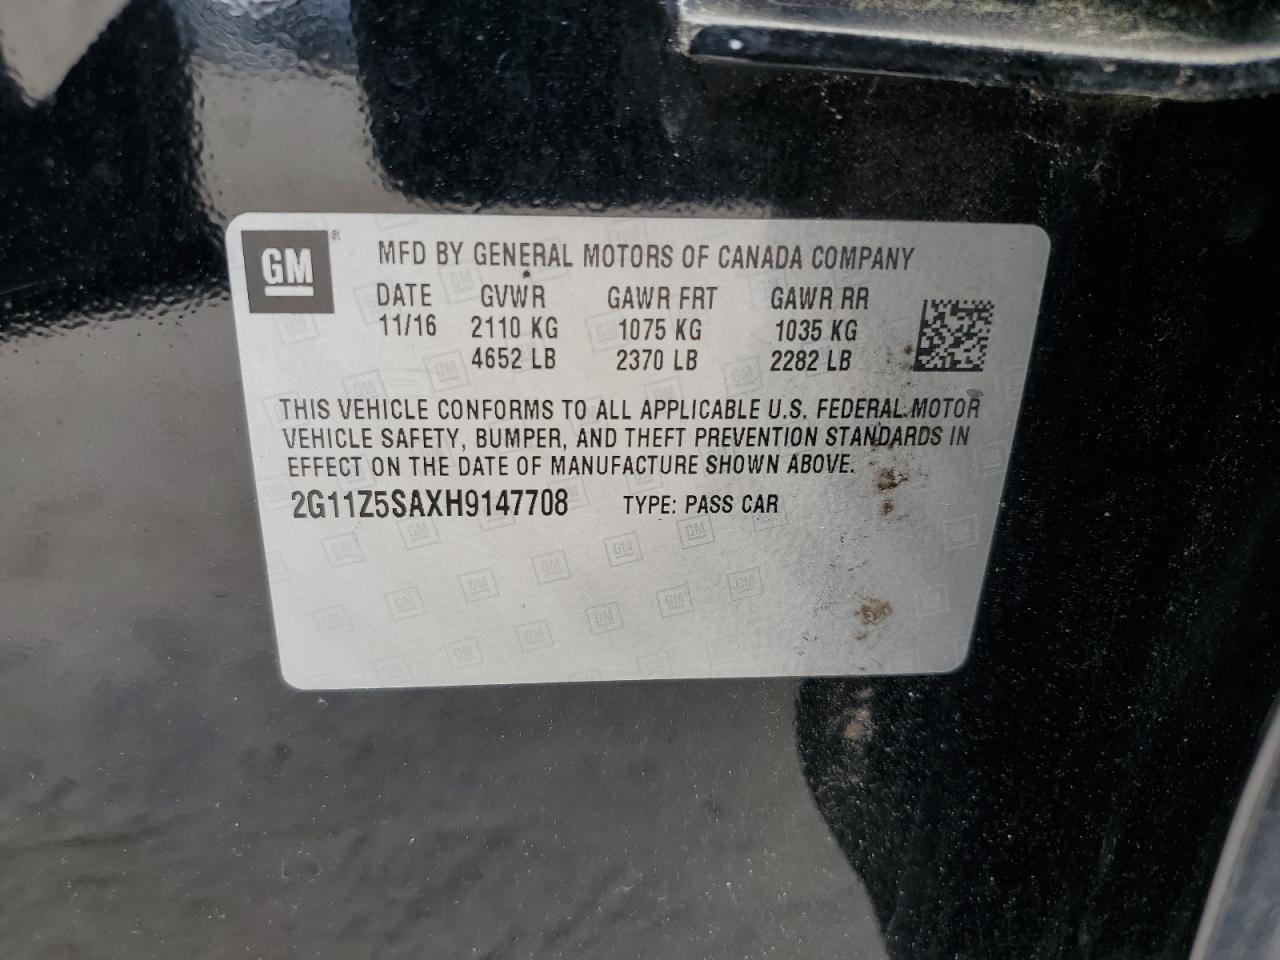 GM ® MFD BY GENERAL MOTORS OF CANADA COMPANY
DATE GVWR GAWR FRT GAWR RR
11/16 2110 KG 1075 KG 1035 KG
4652 LB 2370 LB 2282 LB
THIS VEHICLE CONFORMS TO ALL APPLICABLE U.S. FEDERAL MOTOR
VEHICLE SAFETY, BUMPER, AND THEFT PREVENTION STANDARDS IN
EFFECT ON THE DATE OF MANUFACTURE SHOWN ABOVE.
2G11Z5SAXH9147708 TYPE: PASS CAR